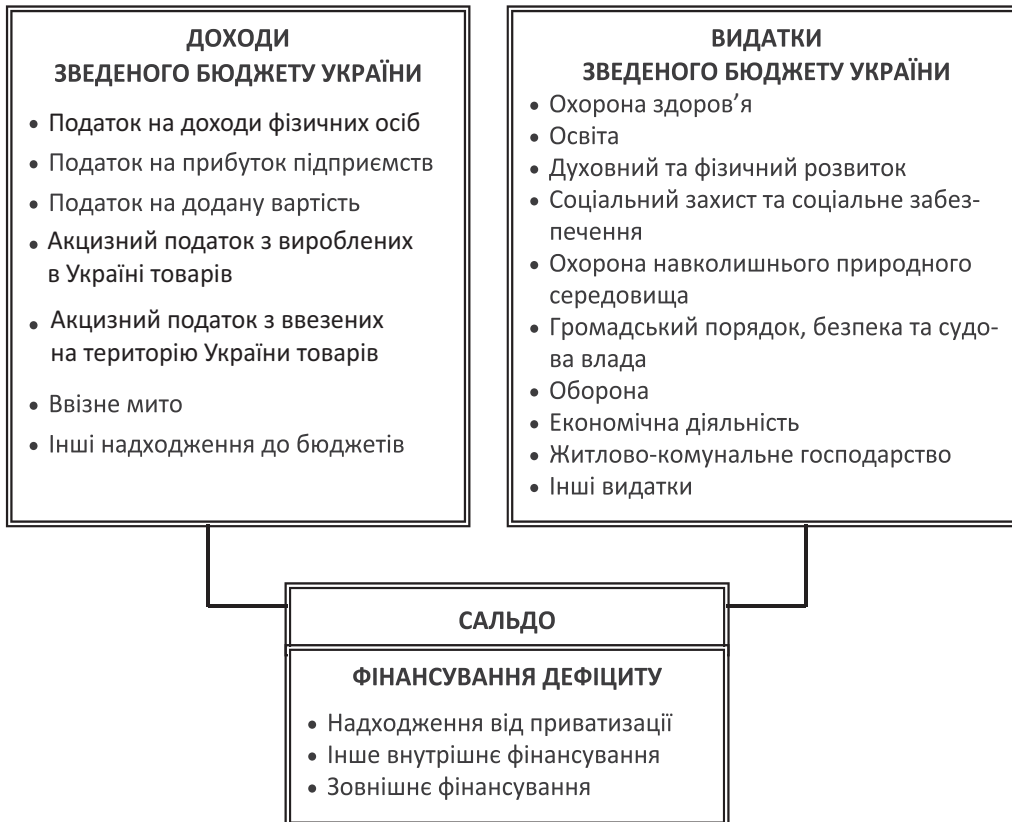 ДОХОДИ
ЗВЕДЕНОГО БЮДЖЕТУ УКРАЇНИ
• Податок на доходи фізичних осіб
• Податок на прибуток підприємств
• Податок на додану вартість
• Акцизний податок з вироблених
в Україні товарів
• Акцизний податок з ввезених
на територію України товарів
• Ввізне мито
• Інші надходження до бюджетів
ВИДАТКИ
ЗВЕДЕНОГО БЮДЖЕТУ УКРАЇНИ
• Охорона здоров’я
• Освіта
• Духовний та фізичний розвиток
• Соціальний захист та соціальне забез-
печення
• Охорона навколишнього природного
середовища
• Громадський порядок, безпека та судо-
ва влада
• Оборона
• Економічна діяльність
• Житлово-комунальне господарство
• Інші видатки
САЛЬДО
ФІНАНСУВАННЯ ДЕФІЦИТУ
• Надходження від приватизації
• Інше внутрішнє фінансування
• Зовнішнє фінансування